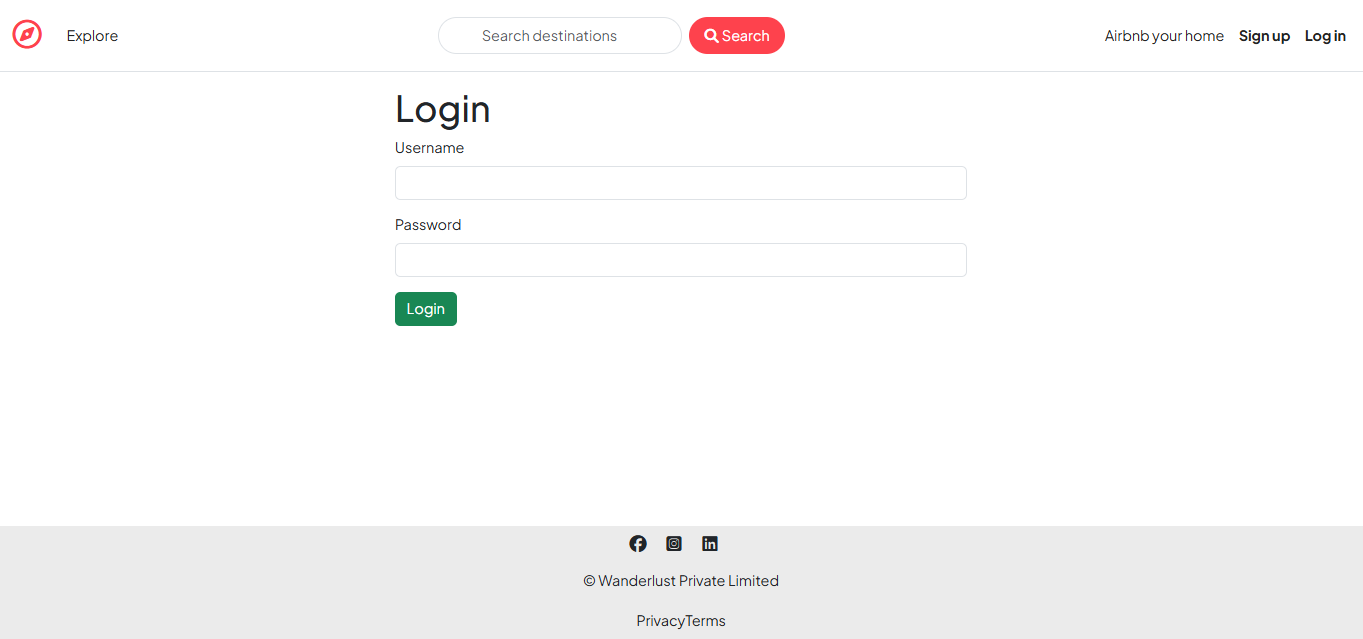 Explore Search destinations Search Airbnb your home Sign up Log in
Login
Username
Password
Login
© Wanderlust Private Limited
PrivacyTerms